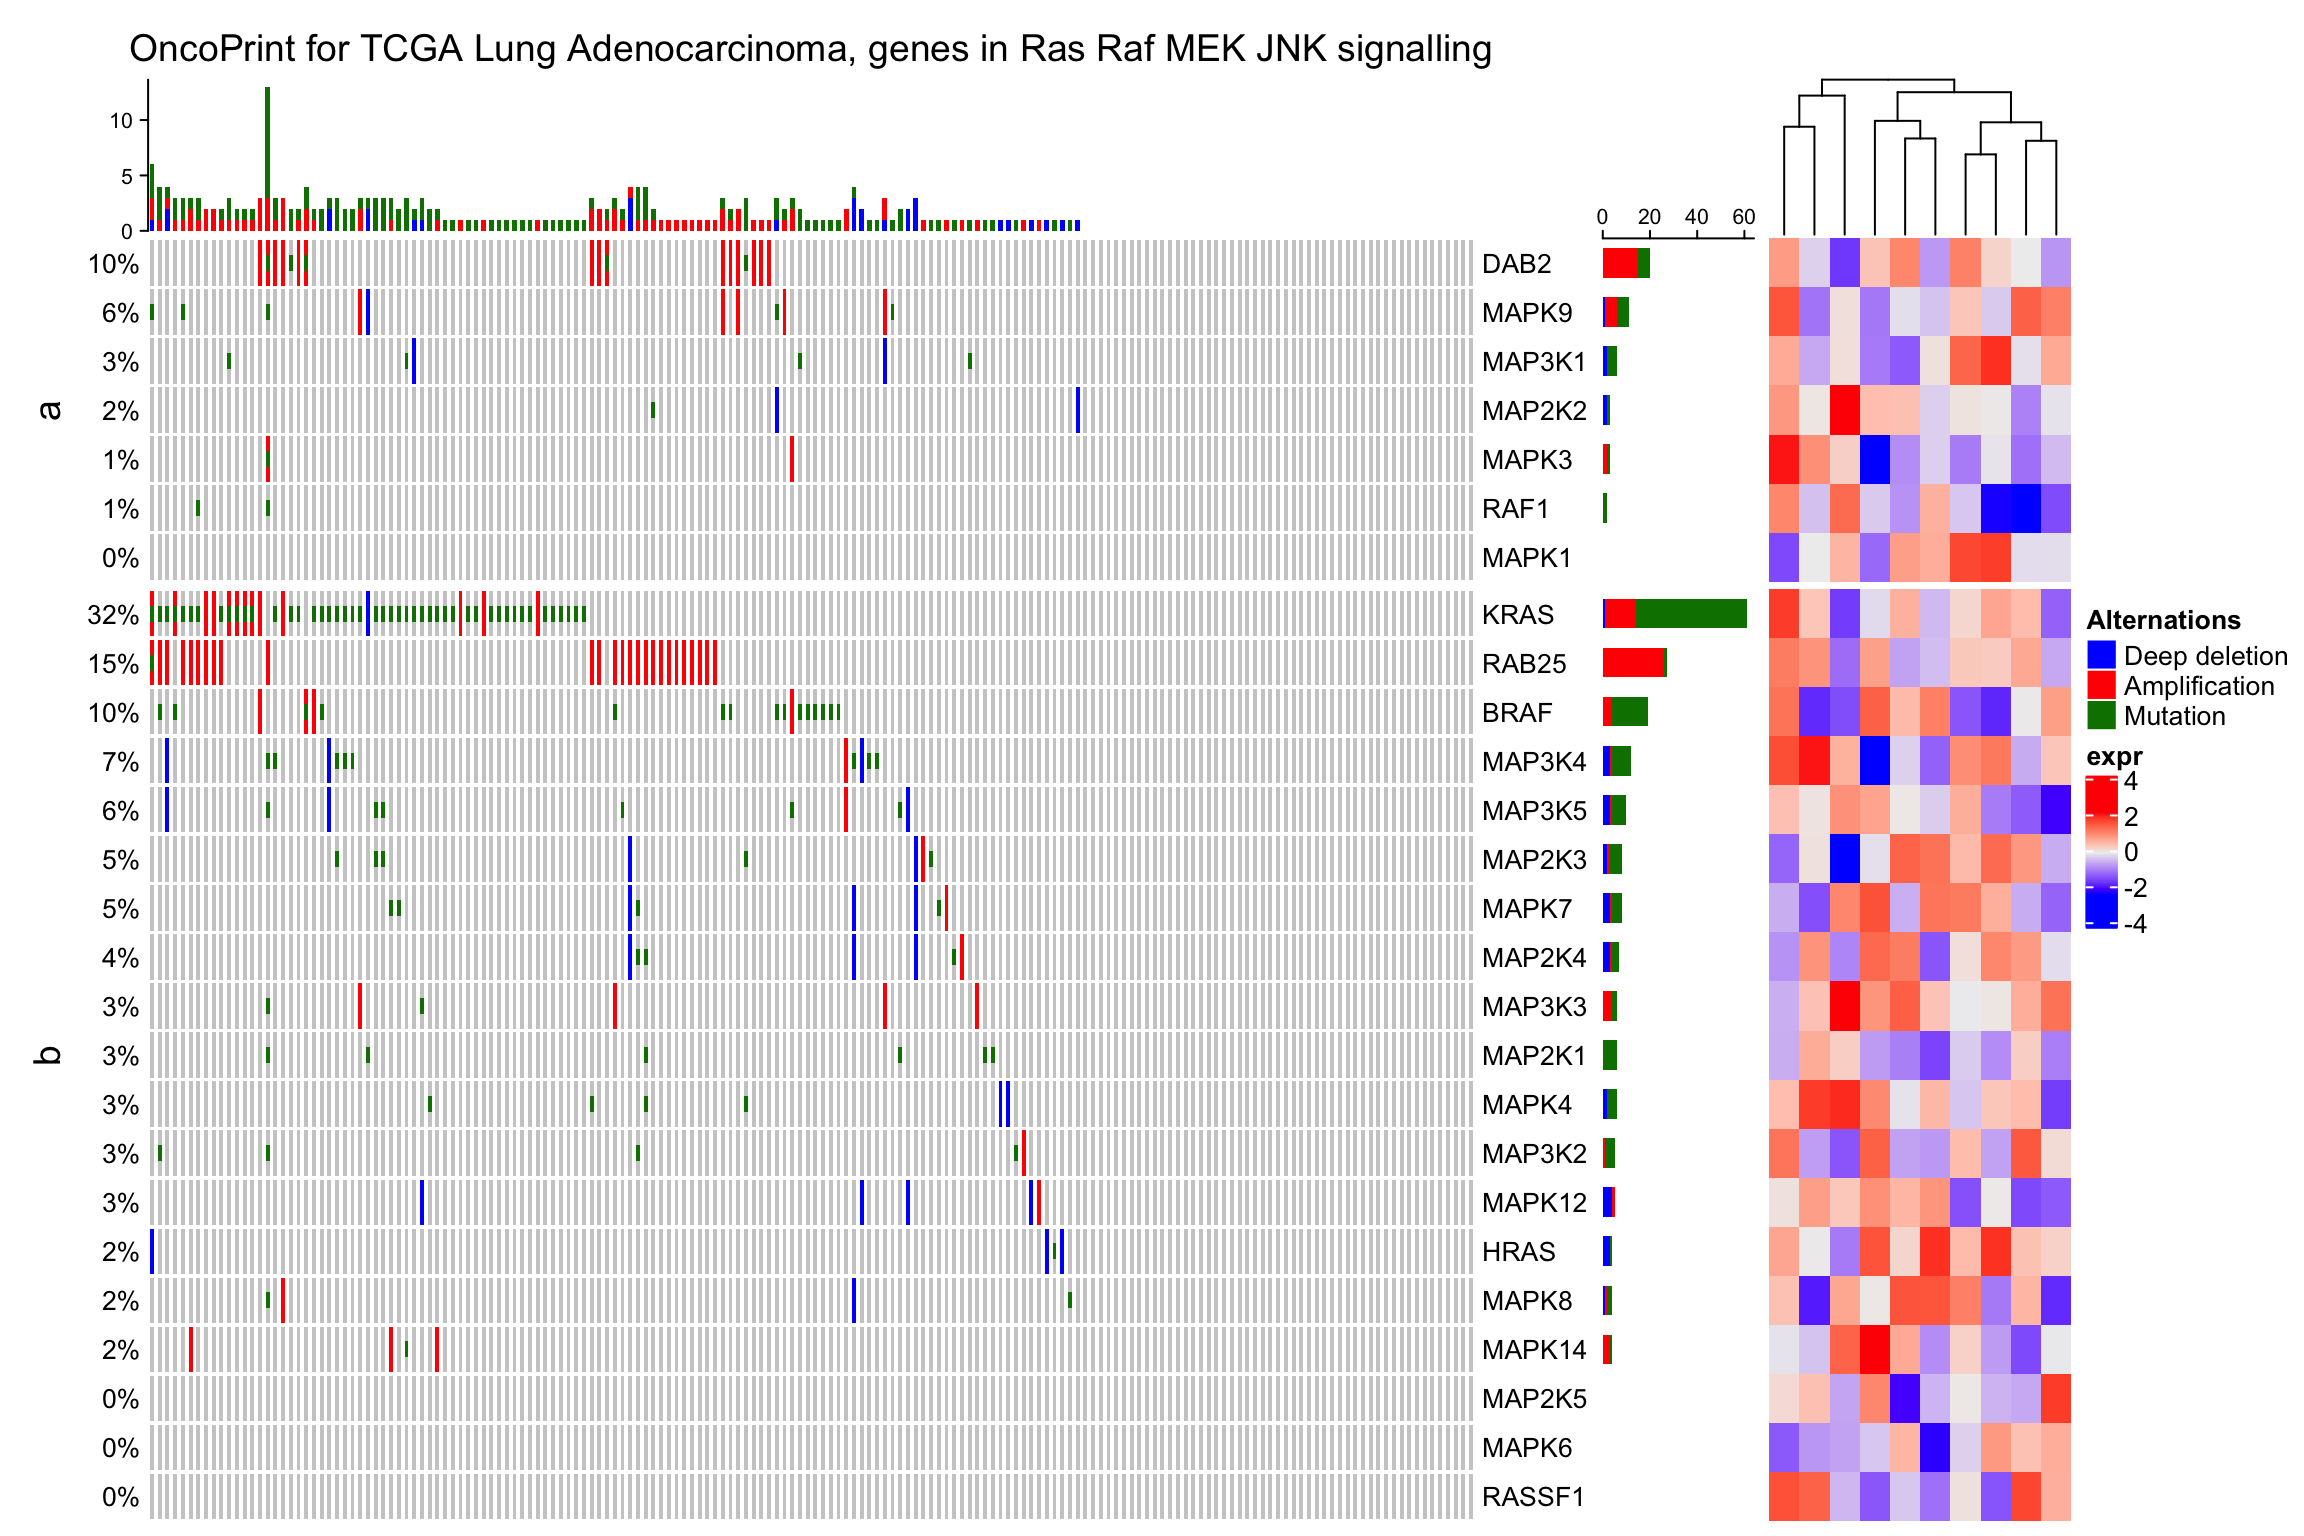 OncoPrint for TCGA Lung Adenocarcinoma, genes in Ras Raf MEK JNK signalling
10
5
0
0 20 40 60
a
10% DAB2
6% MAPK9
3% MAP3K1
2% MAP2K2
1% MAPK3
1% RAF1
0% MAPK1
b
32% KRAS
15% RAB25
10% BRAF
7% MAP3K4
6% MAP3K5
5% MAP2K3
5% MAPK7
4% MAP2K4
3% MAP3K3
3% MAP2K1
3% MAPK4
3% MAP3K2
3% MAPK12
2% HRAS
2% MAPK8
2% MAPK14
0% MAP2K5
0% MAPK6
0% RASSF1
Alternations
Deep deletion
Amplification
Mutation
expr
4
2
0
-2
-4